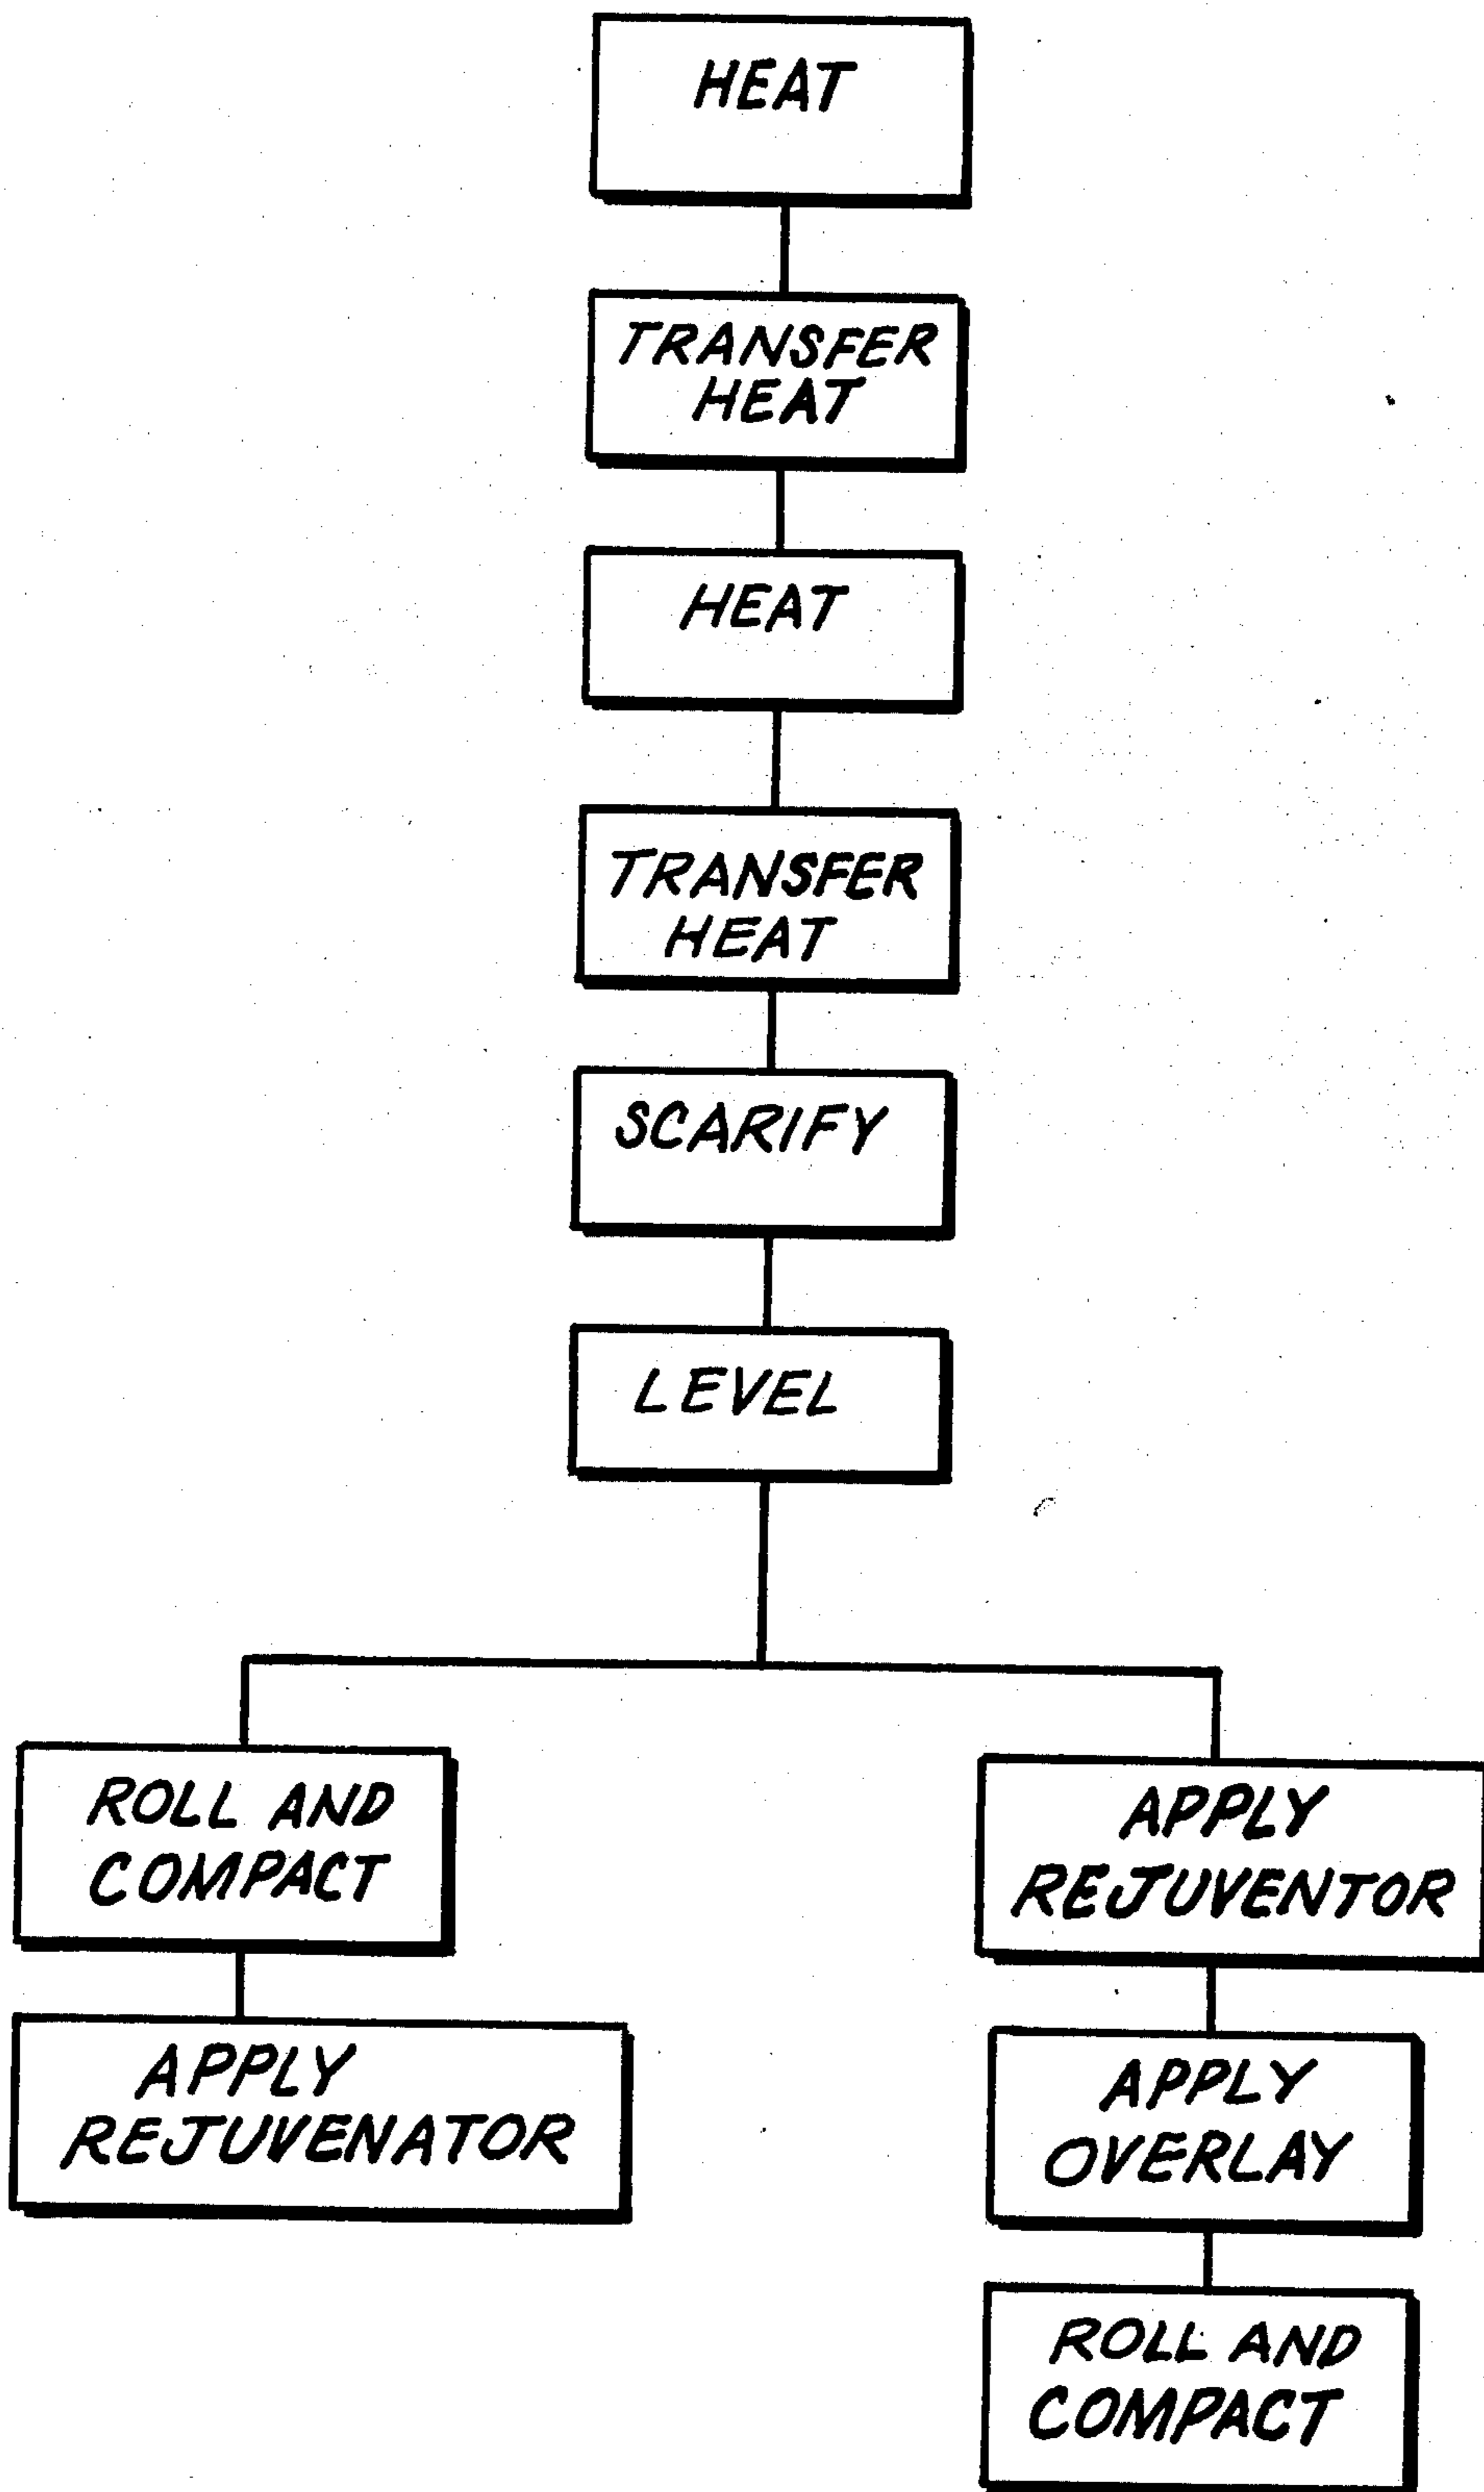 HEAT
TRANSFER
HEAT
HEAT
TRANSFER
HEAT
SCARIFY
LEVEL
ROLL AND
COMPACT
APPLY
REJUVENATOR
APPLY
REJUVENTOR
APPLY
OVERLAY
ROLL AND
COMPACT